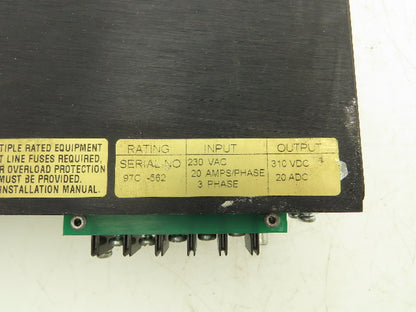 TIPLE RATED EQUIPMENT
T LINE FUSES REQUIRED,
R OVERLOAD PROTECTION
MUST BE PROVIDED.
INSTALLATION MANUAL.
RATING INPUT OUTPUT
SERIAL NO 230 VAC 310 VDC
97C -562 20 AMPS/PHASE 20 ADC
3 PHASE